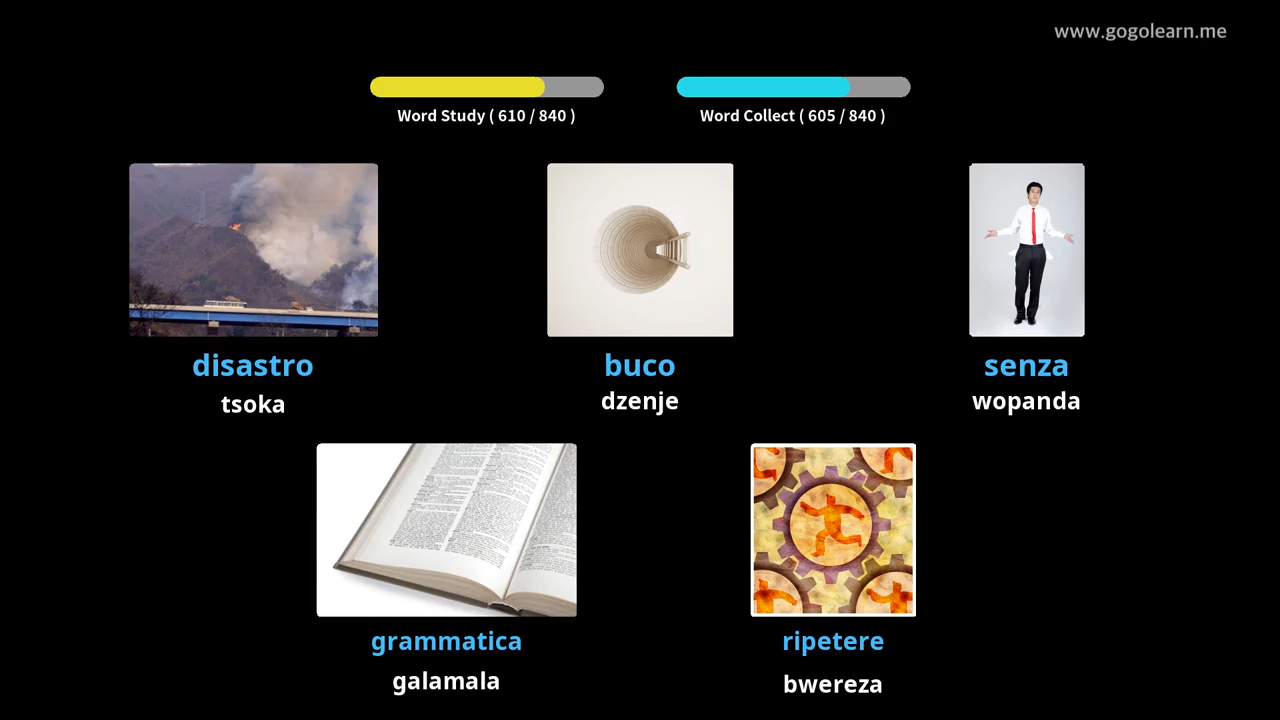 www.gogolearn.me
Word Study ( 610 / 840 )
Word Collect ( 605 / 840 )
disastro
tsoka
buco
dzenje
senza
wopanda
grammatica
galamala
ripetere
bwereza